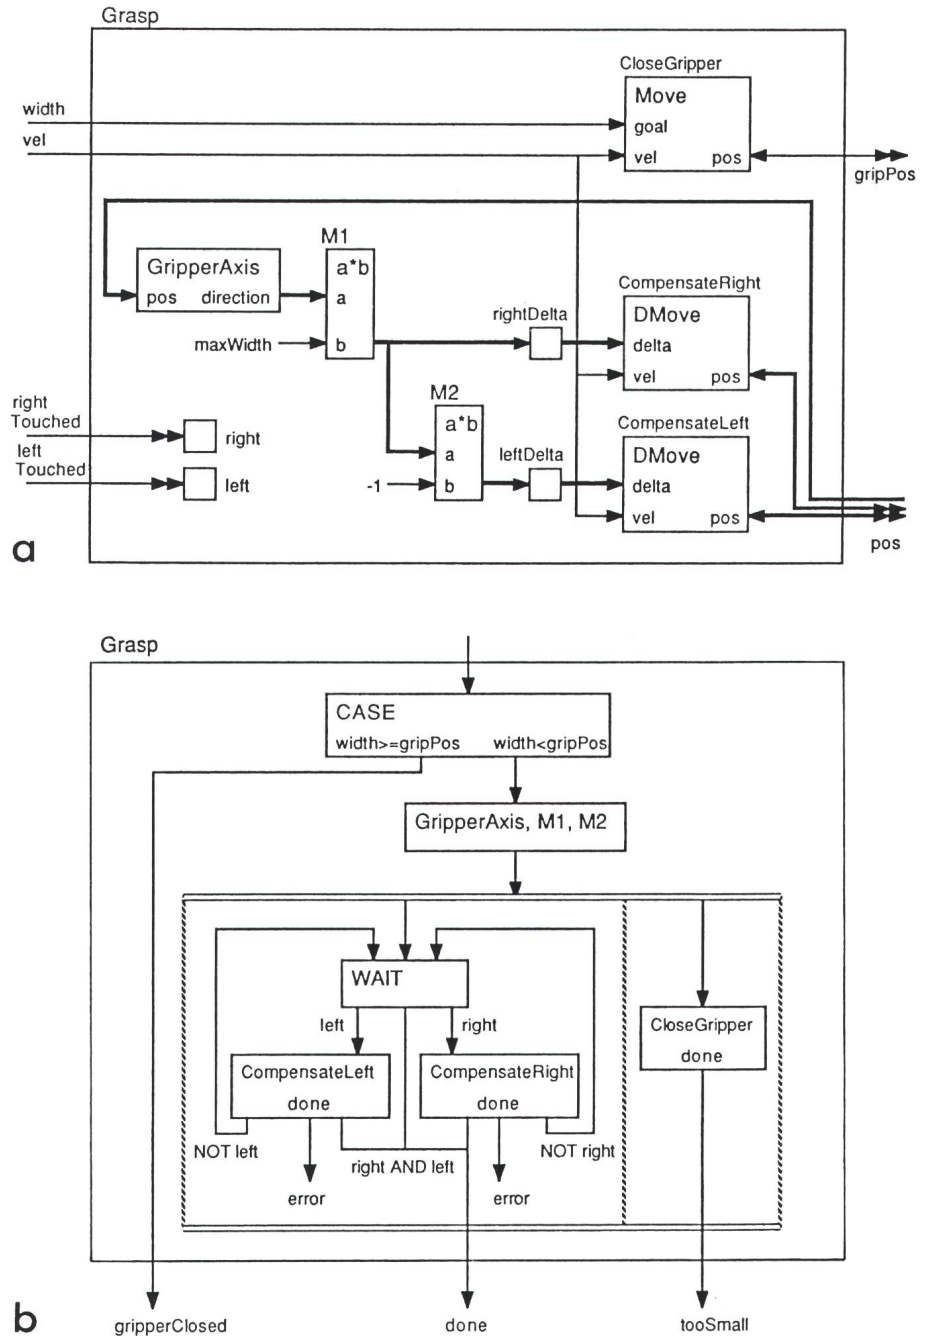 Grasp
CloseGripper
Move
width
goal
vel
vel pos
gripPos
M1
GripperAxis
a*b
pos direction
a
CompensateRight
rightDelta
DMove
maxWidth
b
delta
M2
vel pos
right
Touched
a*b
CompensateLeft
right
left
Touched
a
leftDelta
DMove
left
-1
b
delta
vel pos
pos
a
Grasp
CASE
width>=gripPos width<gripPos
GripperAxis, M1, M2
WAIT
left right
CloseGripper
done
CompensateLeft
done
CompensateRight
done
NOT left
right AND left
NOT right
error
error
b
gripperClosed
done
tooSmall